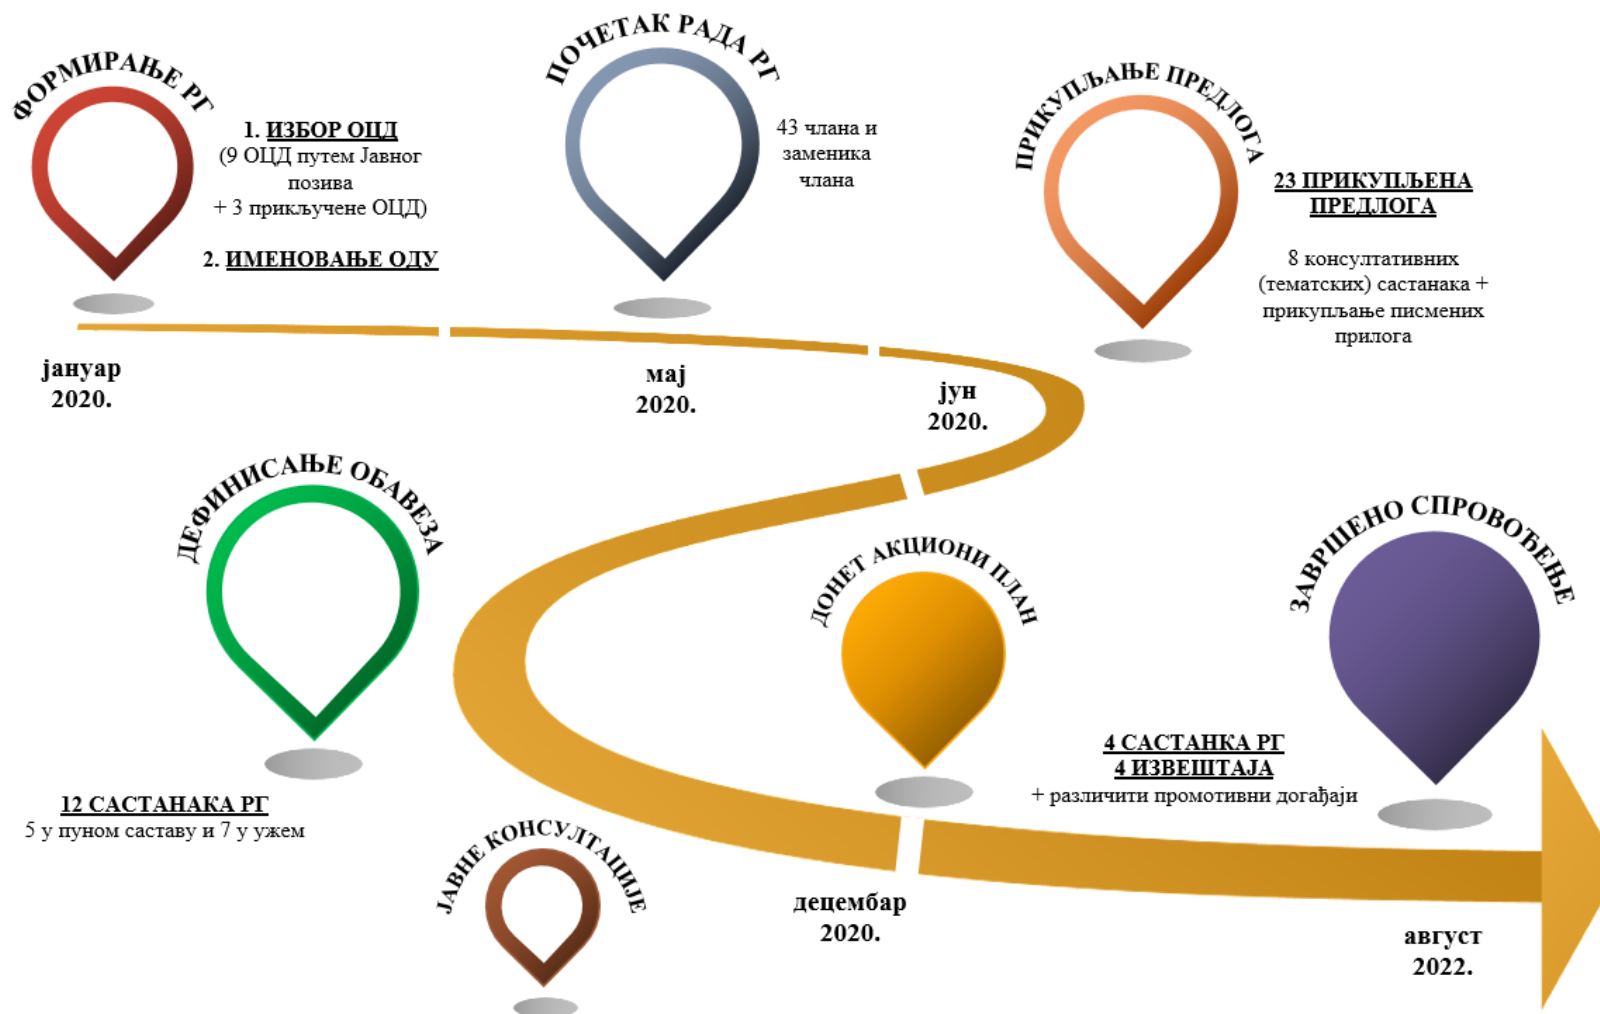 ФОРМИРАЊЕ РГ
1. ИЗБОР ОЦД
(9 ОЦД путем Јавног
позива
+ 3 прикључене ОЦД)
2. ИМЕНОВАЊЕ ОДУ
ПОЧЕТАК РАДА РГ
43 члана и
заменика
члана
ПРИКУПЉАЊЕ ПРЕДЛОГА
23 ПРИКУПЉЕНА
ПРЕДЛОГА
8 консултативних
(тематских) састанака +
прикупљање писмених
прилога
јануар
2020.
мај
2020.
јун
2020.
ДЕФИНИСАЊЕ ОБАВЕЗА
12 САСТАНАКА РГ
5 у пуном саставу и 7 у ужем
ЈАВНЕ КОНСУЛТАЦИЈЕ
ДОНЕТ АКЦИОНИ ПЛАН
4 САСТАНКА РГ
4 ИЗВЕШТАЈА
+ различити промотивни догађаји
ЗАВРШЕНО СПРОВОЂЕЊЕ
децембар
2020.
август
2022.